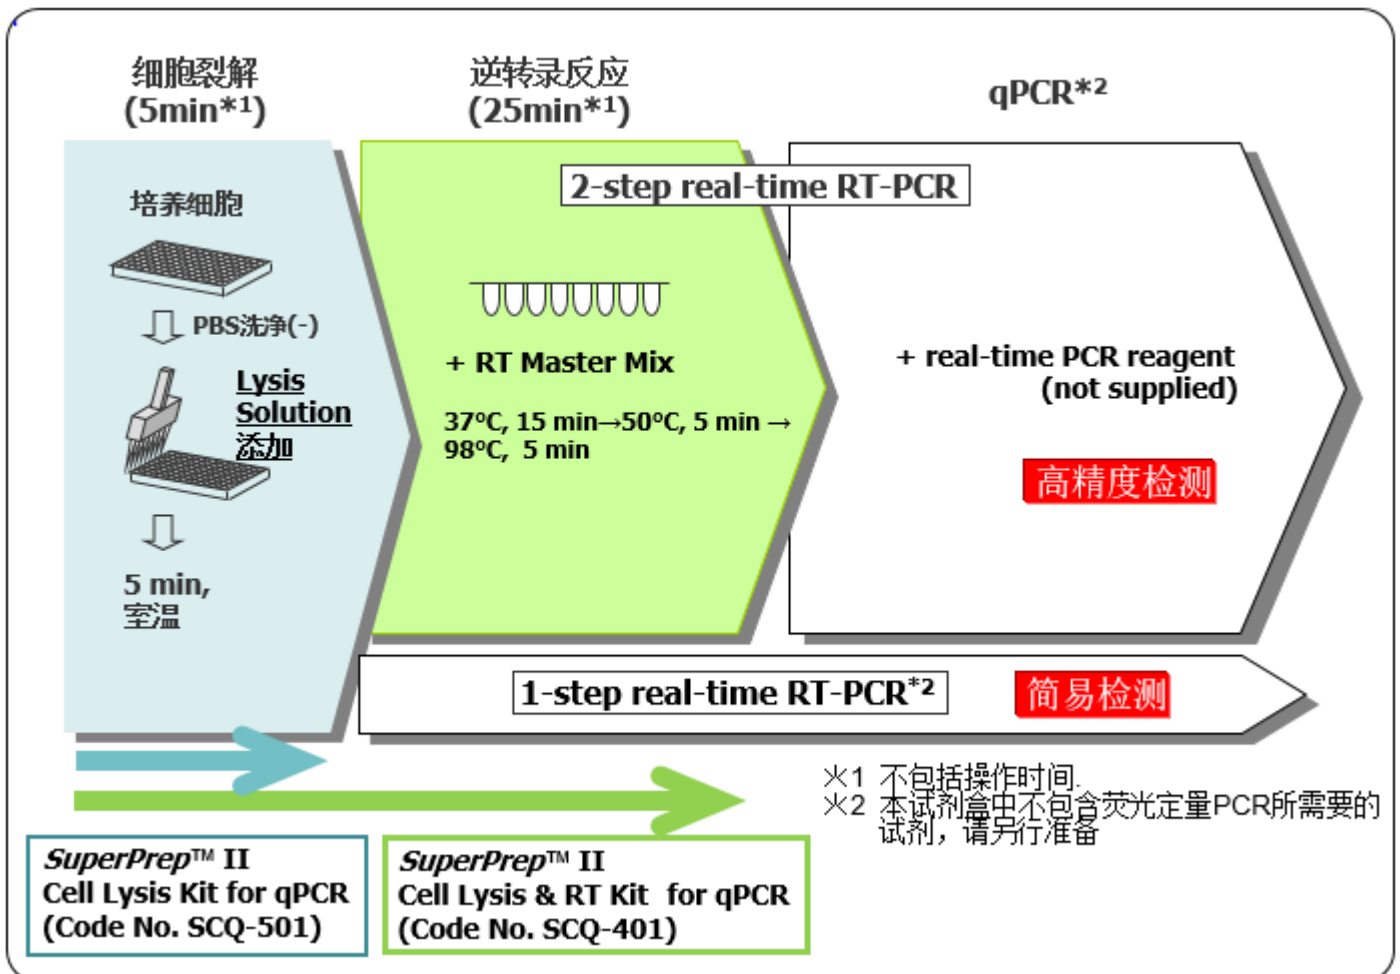 细胞裂解
(5min*1)
逆转录反应
(25min*1)
qPCR*2
2-step real-time RT-PCR
培养细胞
PBS洗净(-)
Lysis
Solution
添加
5 min,
室温
+ RT Master Mix
37°C, 15 min→50°C, 5 min →
98°C, 5 min
+ real-time PCR reagent
(not supplied)
高精度检测
1-step real-time RT-PCR*2
简易检测
※1 不包括操作时间.
※2 本试剂盒中不包含荧光定量PCR所需要的
试剂，请另行准备
SuperPrep™ II
Cell Lysis Kit for qPCR
(Code No. SCQ-501)
SuperPrep™ II
Cell Lysis & RT Kit for qPCR
(Code No. SCQ-401)